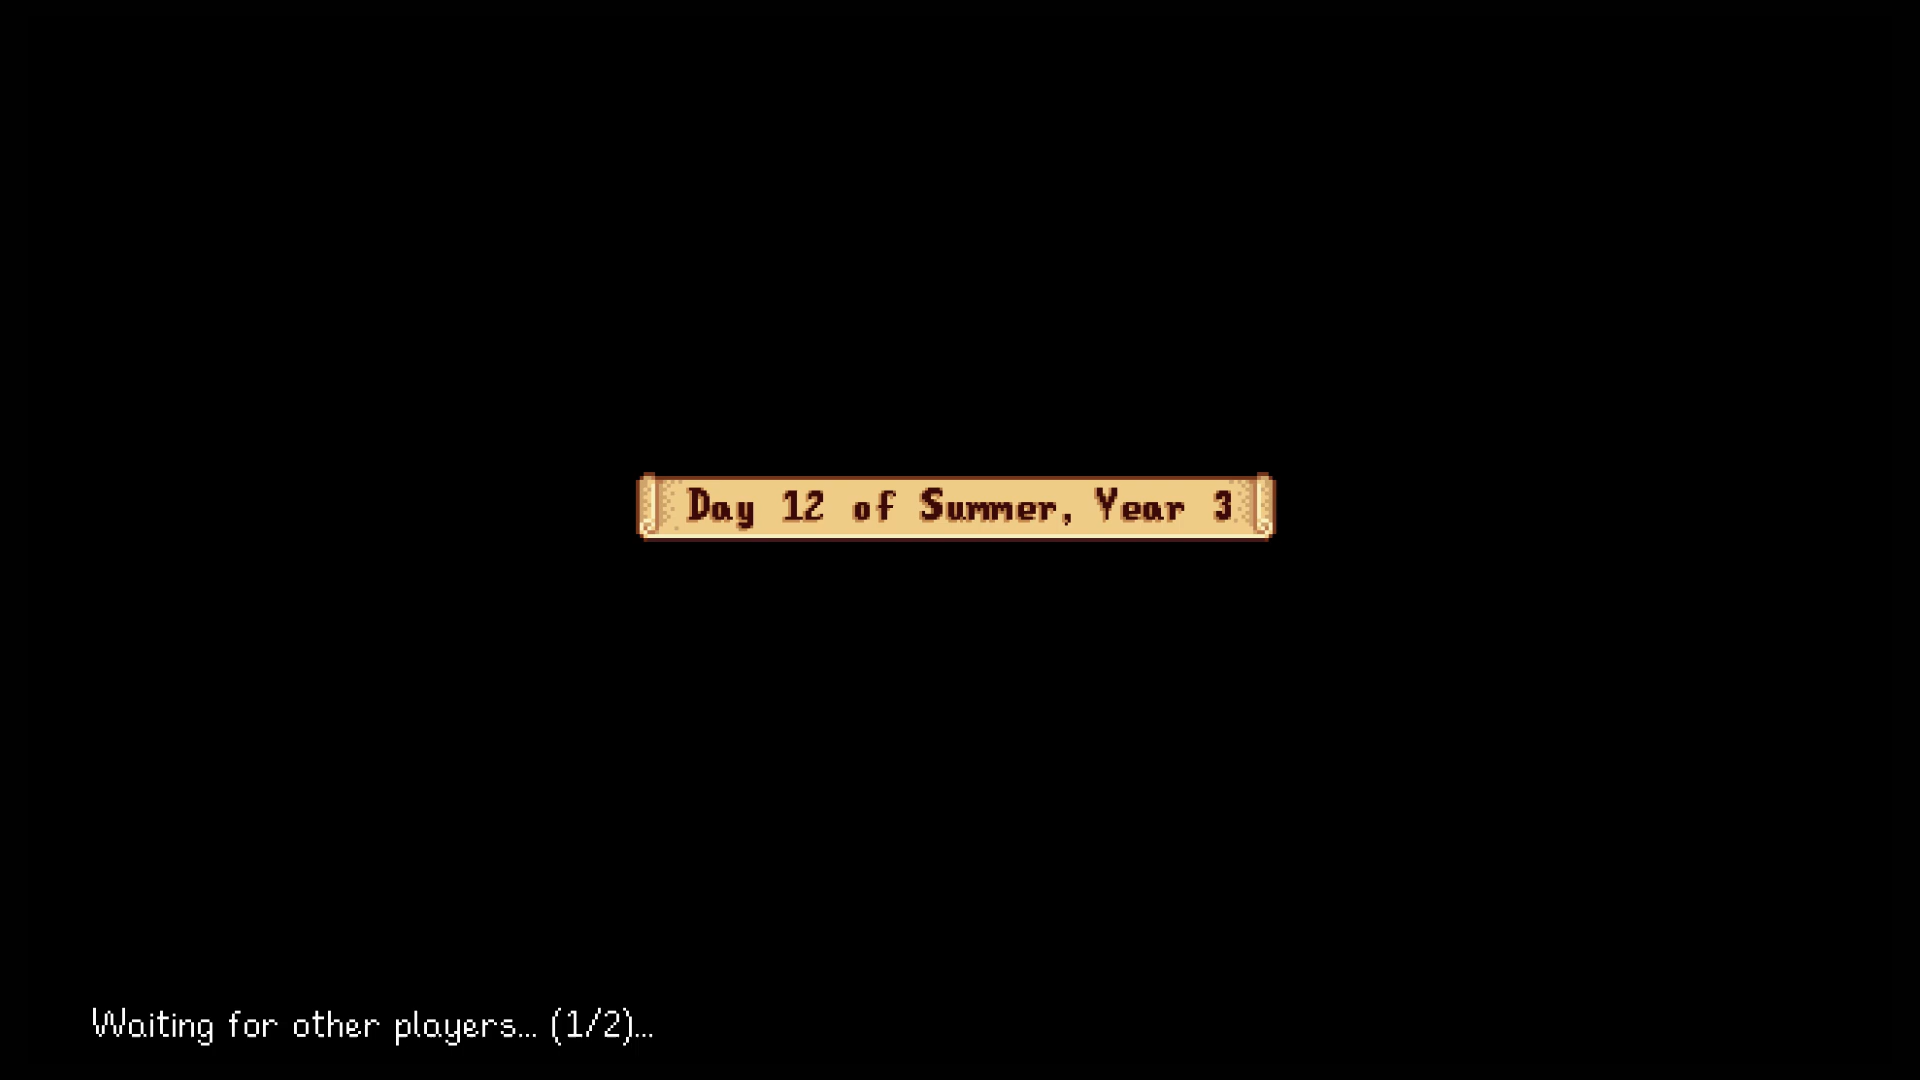 Day 12 of Summer, Year 3
Waiting for other players... (1/2)...